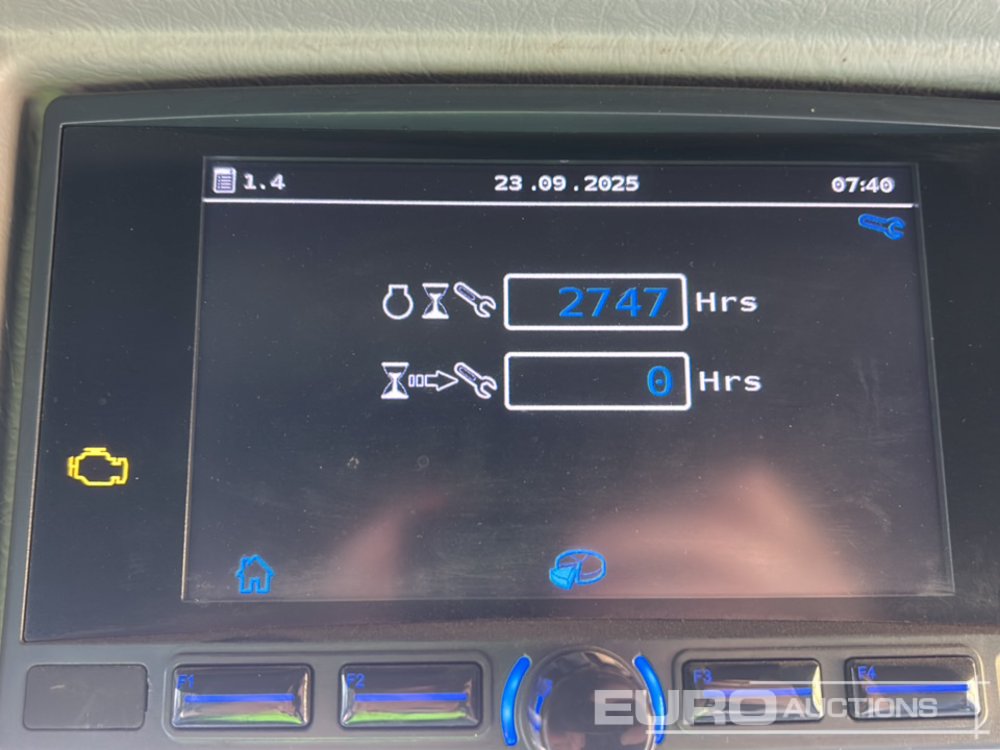 1.4 23.09.2025 07:40
2747 Hrs
0 Hrs
F1 F2 F3 F4
EURO AUCTIONS